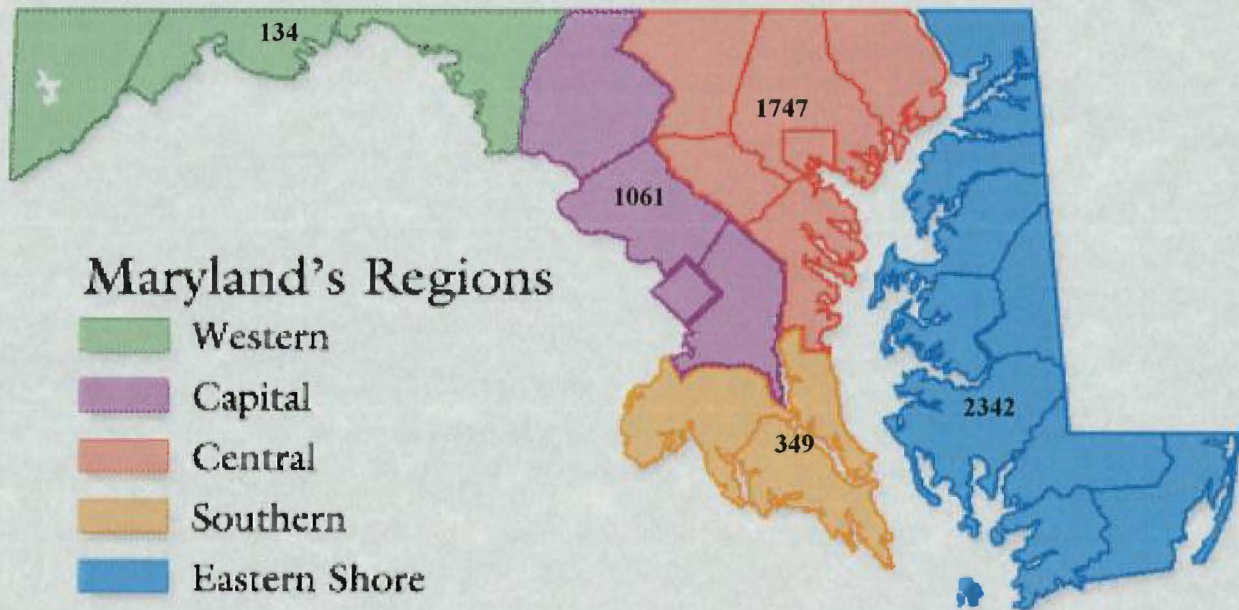 134
1747
1061
Maryland's Regions
Western
Capital
Central
Southern
Eastern Shore
2342
349